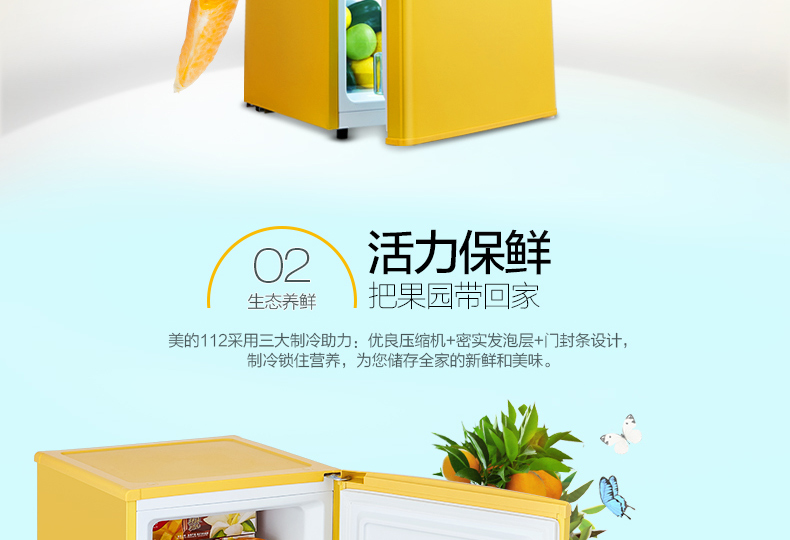 02
生态养鲜
活力保鲜
把果园带回家
美的112采用三大制冷助力：优良压缩机+密实发泡层+门封条设计，
制冷锁住营养，为您储存全家的新鲜和美味。